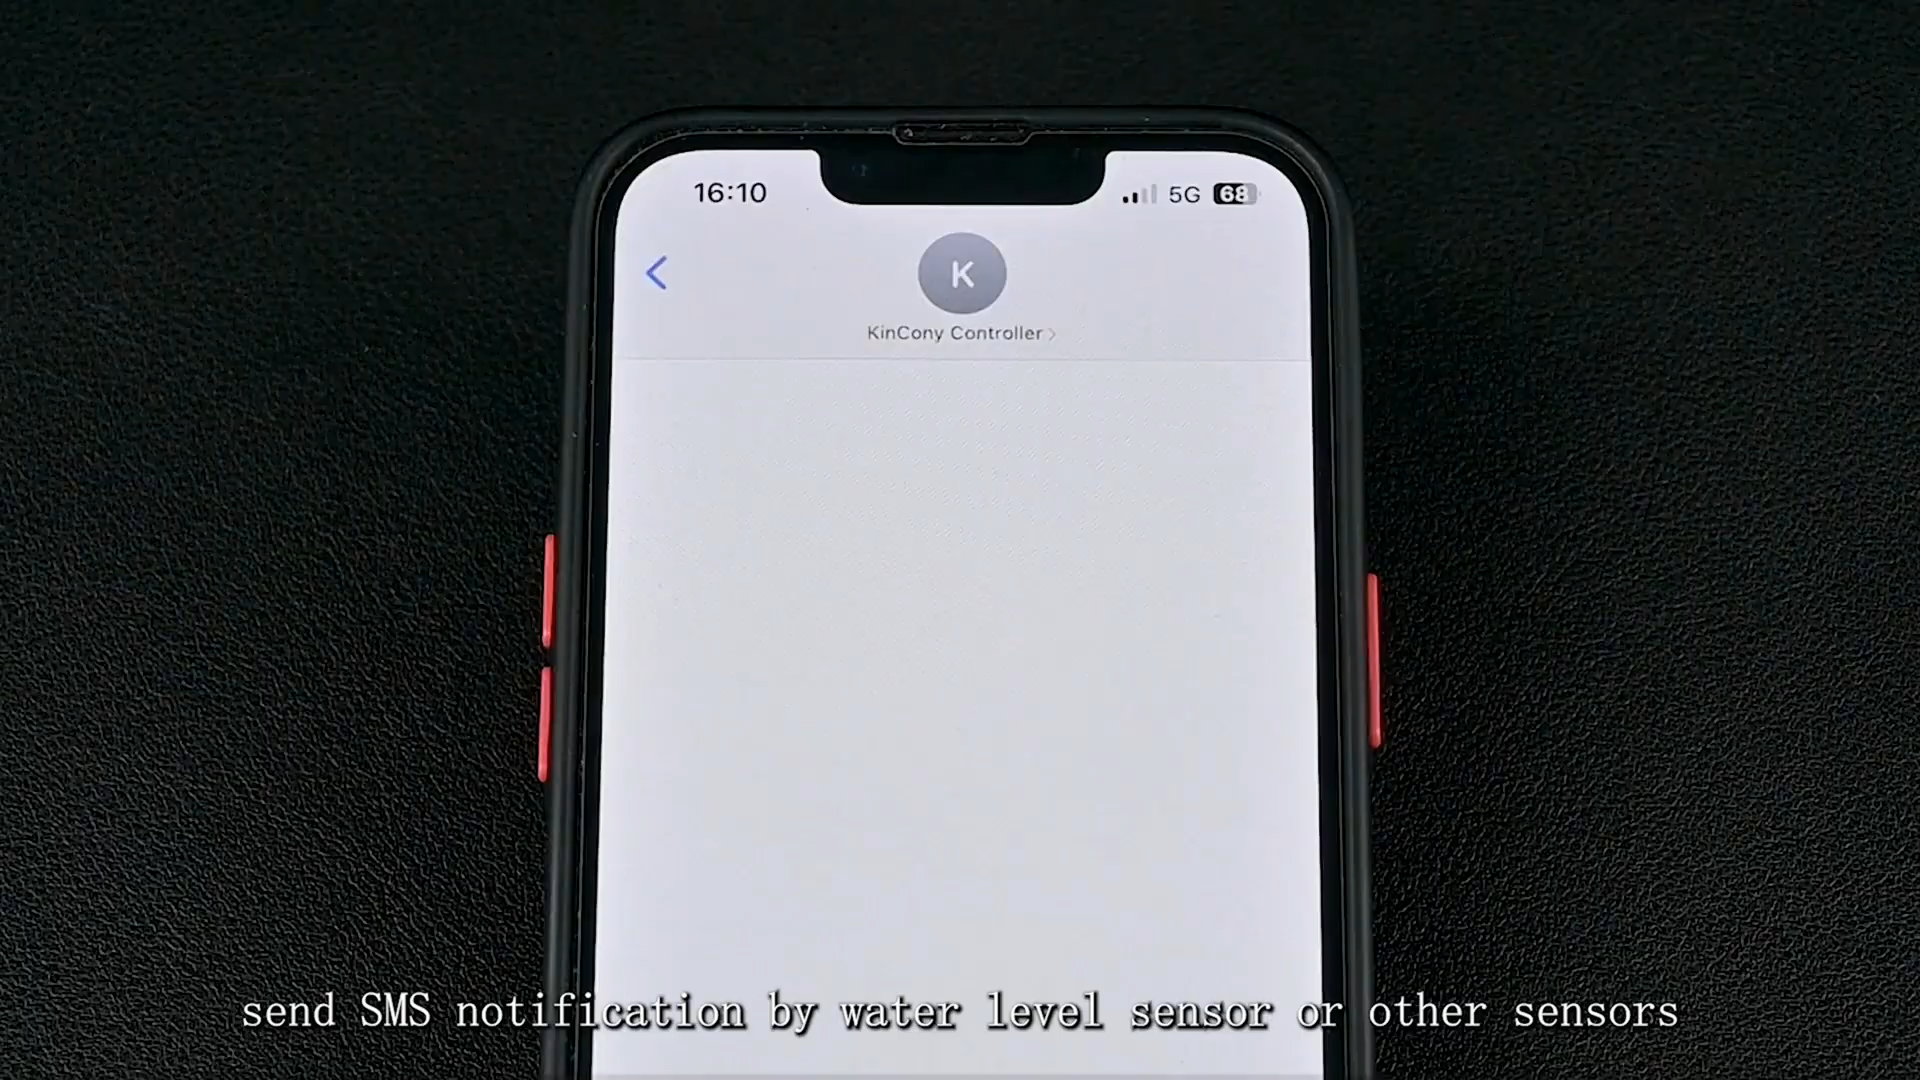 16:10
5G 68
K
KinCony Controller
send SMS notification by water level sensor or other sensors